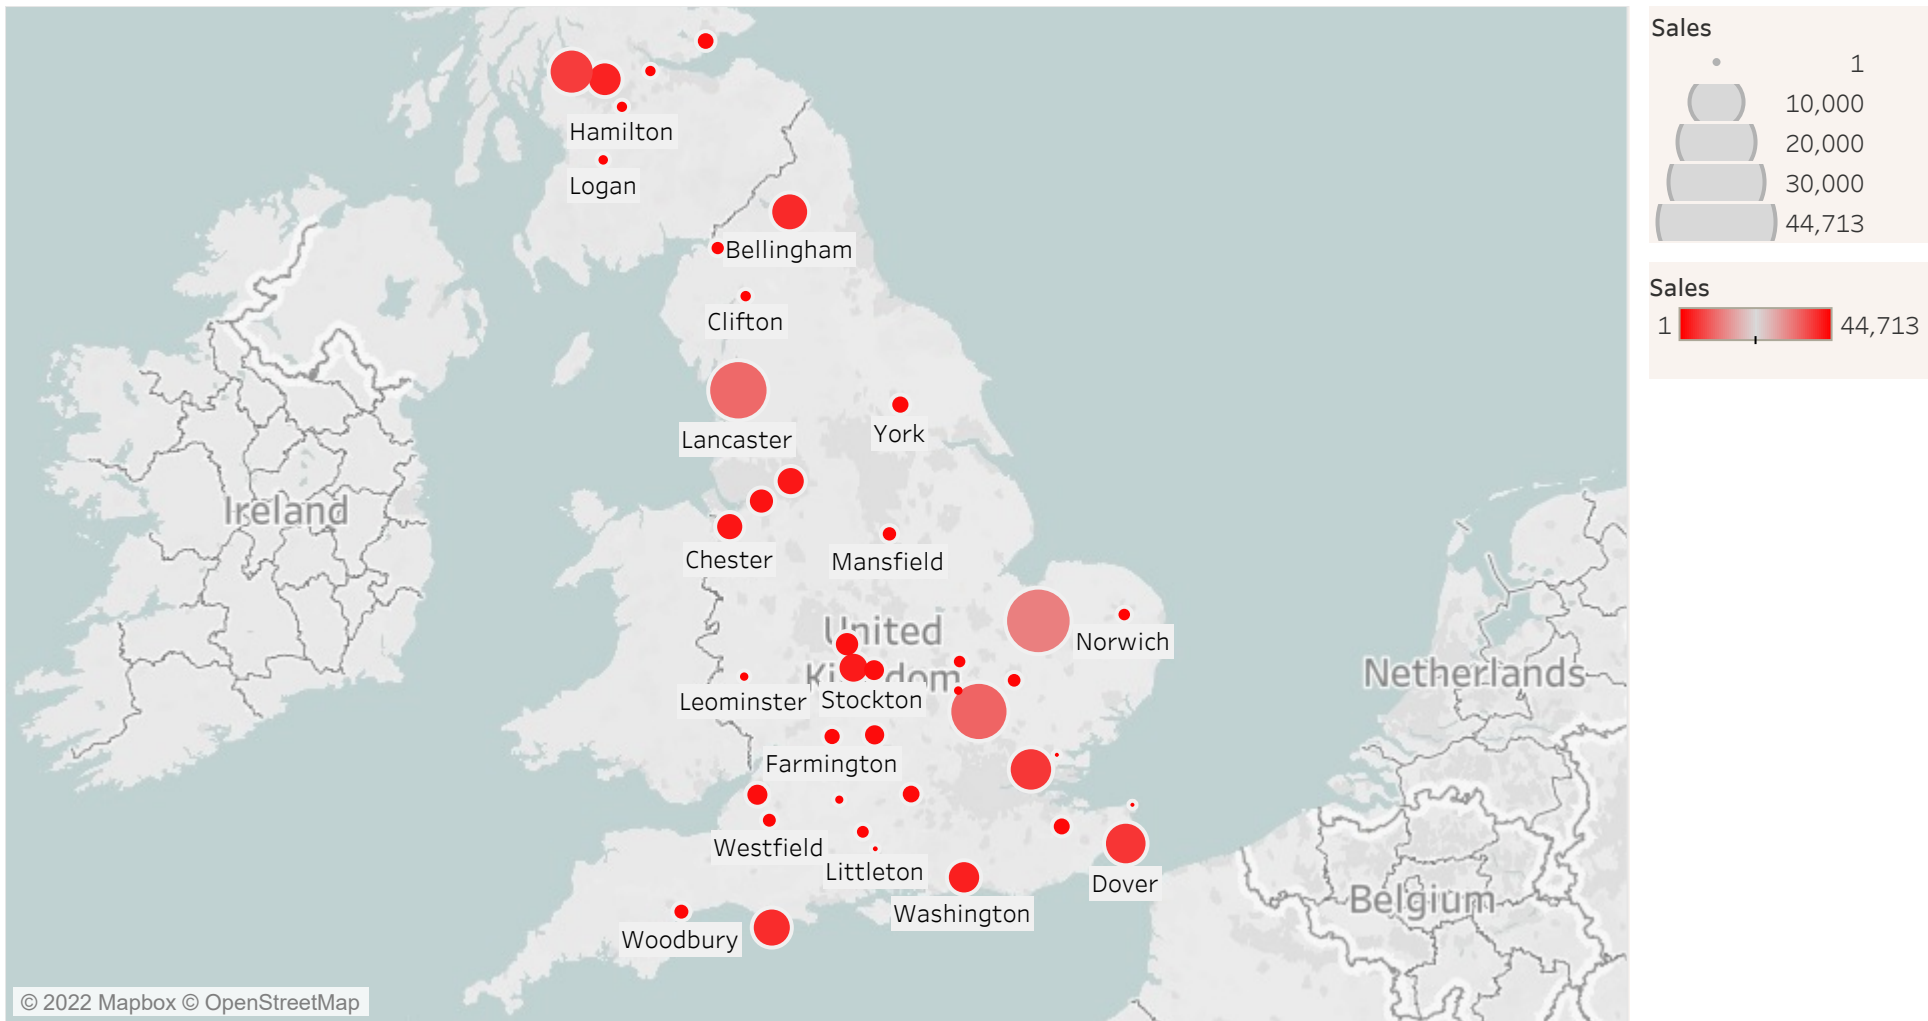 Hamilton
Logan
Bellingham
Clifton
Lancaster
York
Ireland
Chester
Mansfield
United
Kingdom
Norwich
Netherlands
Leominster
Stockton
Farmington
Westfield
Littleton
Dover
Belgium
Washington
Woodbury
© 2022 Mapbox © OpenStreetMap
Sales
1
10,000
20,000
30,000
44,713
Sales
1 44,713